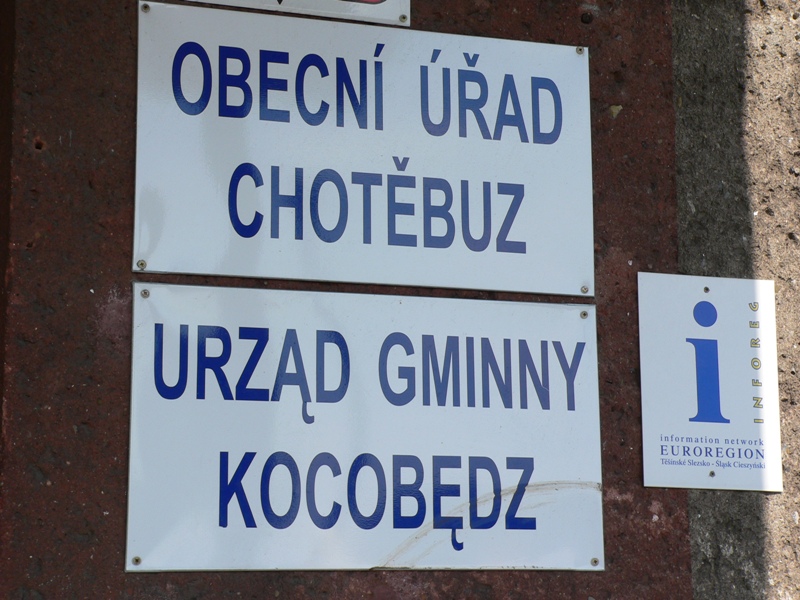 OBECNÍ ÚŘAD
CHOTĚBUZ
URZĄD GMINNY
KOCOBĘDZ
i
INFOREG
information network
EUROREGION
Těšínské Slezsko - Śląsk Cieszyński